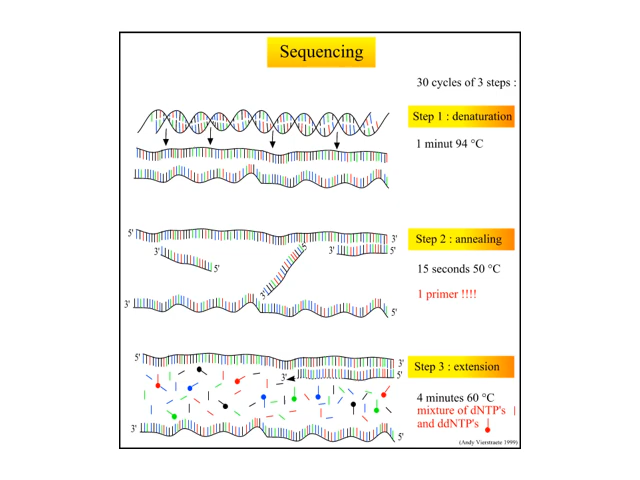 Sequencing
30 cycles of 3 steps :
Step 1 : denaturation
1 minut 94 °C
5'
3'
Step 2 : annealing
3'
5'
3'
5'
5'
15 seconds 50 °C
3'
1 primer !!!!
3'
5'
5'
3'
Step 3 : extension
3'
5'
4 minutes 60 °C
mixture of dNTP's
and ddNTP's
3'
5'
(Andy Vierstraete 1999)